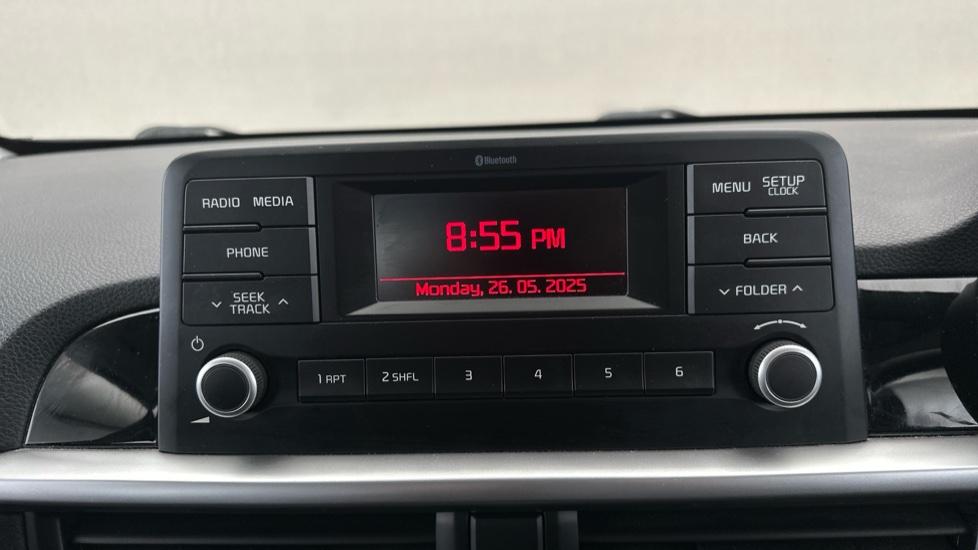 Bluetooth
RADIO MEDIA
PHONE
SEEK
TRACK
8:55 PM
Monday, 26. 05. 2025
MENU SETUP
CLOCK
BACK
FOLDER
1 RPT 2 SHFL 3 4 5 6